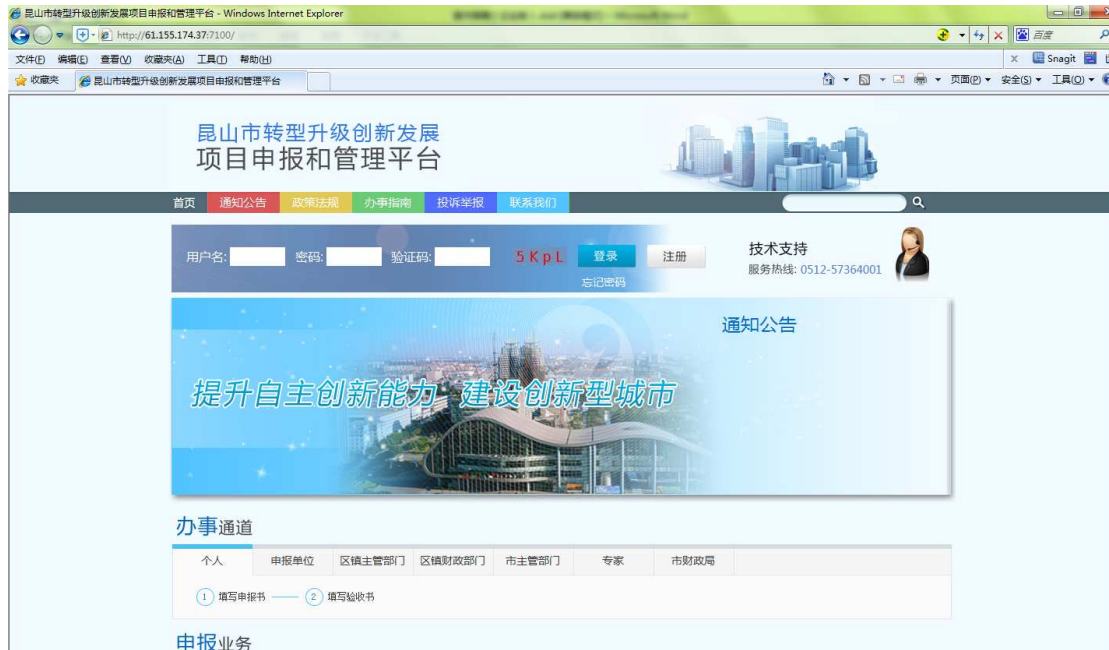 昆山市转型升级创新发展项目申报和管理平台 - Windows Internet Explorer
http://61.155.174.37:7100/
百度
文件(F) 编辑(E) 查看(V) 收藏夹(A) 工具(T) 帮助(H)
x Snagit
收藏夹 昆山市转型升级创新发展项目申报和管理平台
页面(P) 安全(S) 工具(O)
昆山市转型升级创新发展
项目申报和管理平台
首页 通知公告 政策法规 办事指南 投诉举报 联系我们
用户名: 密码: 验证码: 5KpL 登录 注册
忘记密码
技术支持
服务热线: 0512-57364001
通知公告
提升自主创新能力 建设创新型城市
办事通道
个人 申报单位 区镇主管部门 区镇财政部门 市主管部门 专家 市财政局
1 填写申报书 2 填写验收书
申报业务